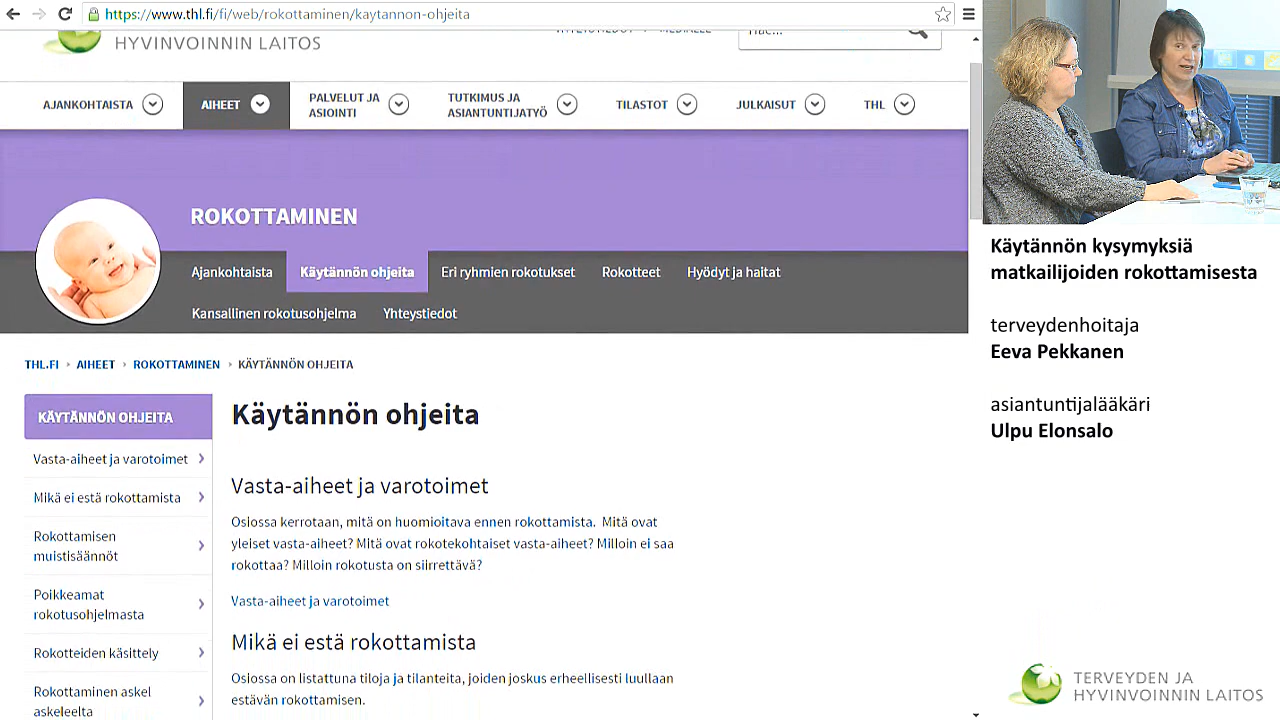 https://www.thl.fi/fi/web/rokottaminen/kaytannon-ohjeita
HYVINVOINNIN LAITOS
AJANKOHTAISTA
AIHEET
PALVELUT JA
ASIOINTI
TUTKIMUS JA
ASIANTUNTIJATYÖ
TILASTOT
JULKAISUT
THL
ROKOTTAMINEN
Ajankohtaista
Käytännön ohjeita
Eri ryhmien rokotukset
Rokotteet
Hyödyt ja haitat
Kansallinen rokotusohjelma
Yhteystiedot
THL.FI › AIHEET › ROKOTTAMINEN › KÄYTÄNNÖN OHJEITA
KÄYTÄNNÖN OHJEITA
Vasta-aiheet ja varotoimet
Mikä ei estä rokottamista
Rokottamisen
muistisäännöt
Poikkeamat
rokotusohjelmasta
Rokotteiden käsittely
Rokottaminen askel
askeleelta
Käytännön ohjeita
Vasta-aiheet ja varotoimet
Osiossa kerrotaan, mitä on huomioitava ennen rokottamista. Mitä ovat
yleiset vasta-aiheet? Mitä ovat rokotekohtaiset vasta-aiheet? Milloin ei saa
rokottaa? Milloin rokotusta on siirrettävä?
Vasta-aiheet ja varotoimet
Mikä ei estä rokottamista
Osiossa on listattuna tiloja ja tilanteita, joiden joskus erheellisesti luullaan
estävän rokottamisen.
Käytännön kysymyksiä
matkailijoiden rokottamisesta
terveydenhoitaja
Eeva Pekkanen
asiantuntijalääkäri
Ulpu Elonsalo
TERVEYDEN JA
HYVINVOINNIN LAITOS